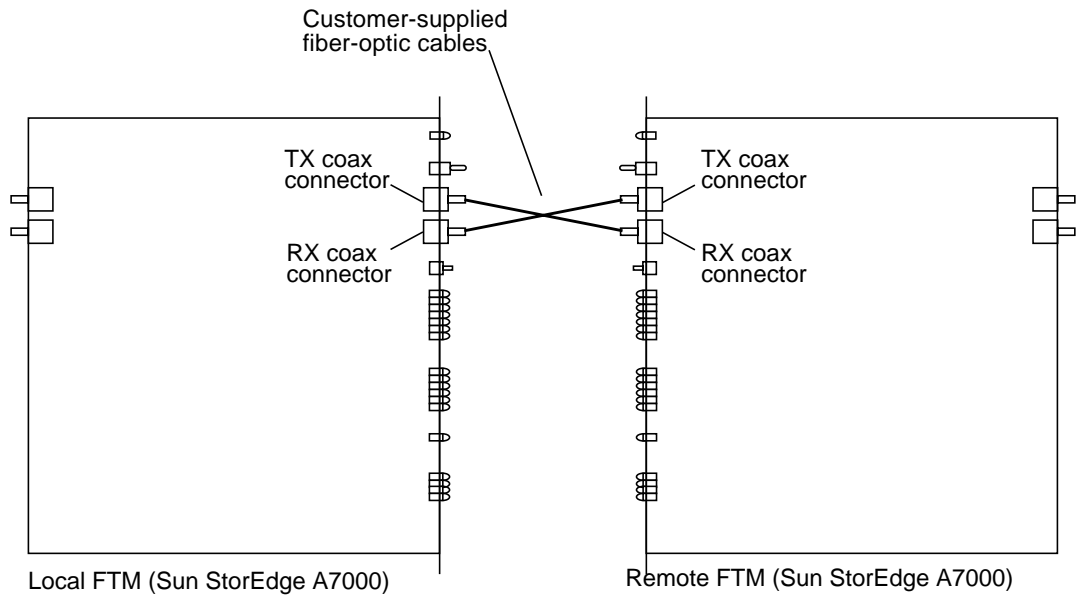 Customer-supplied
fiber-optic cables
TX coax
connector
TX coax
connector
RX coax
connector
RX coax
connector
Local FTM (Sun StorEdge A7000)
Remote FTM (Sun StorEdge A7000)